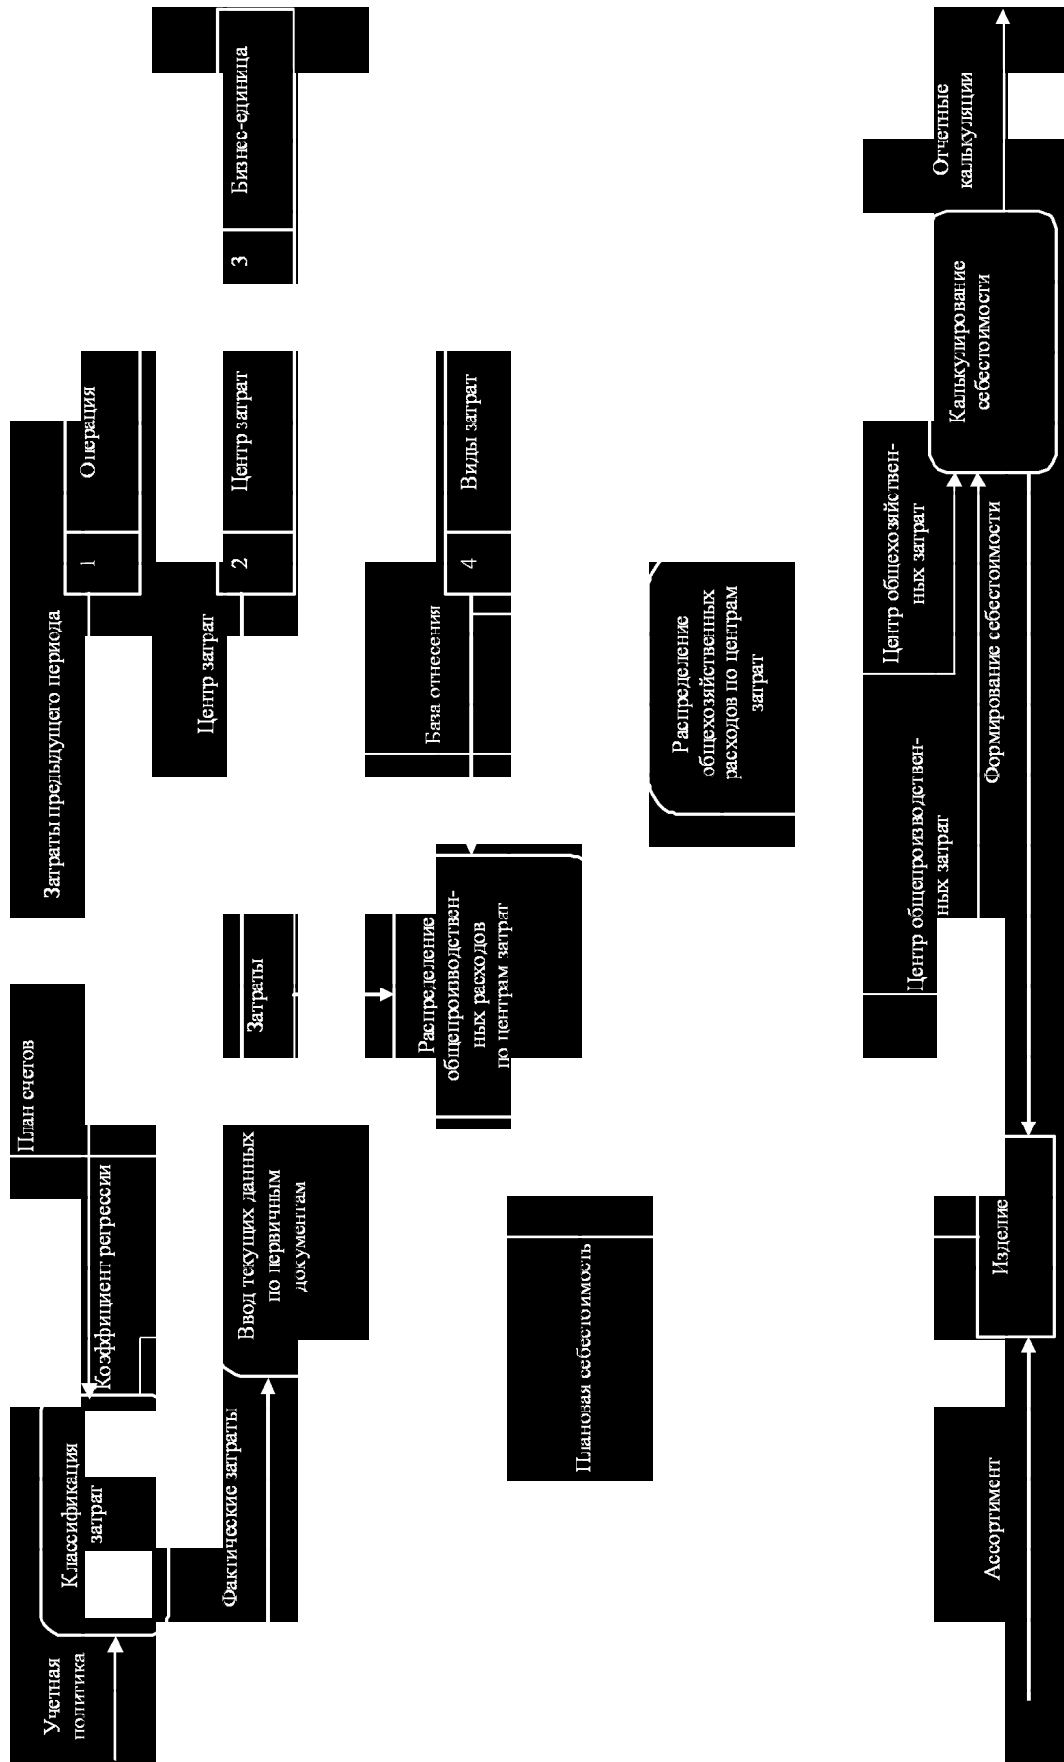 Учетная
политика
Классификация
затрат
План счетов
Коэффициент регрессии
Затраты предыдущего периода
1
Операция
Фактические затраты
Ввод текущих данных
по первичным
документам
Затраты
Центр затрат
2
Центр затрат
3
Бизнес-единица
Распределение
общепроизводствен-
ных расходов
по центрам затрат
База отнесения
4
Виды затрат
Плановая себестоимость
Распределение
общехозяйственных
расходов по центрам
затрат
Центр общепроизводствен-
ных затрат
Центр общехозяйствен-
ных затрат
Формирование себестоимости
Ассортимент
Изделие
Калькулирование
себестоимости
Отчетные
калькуляции